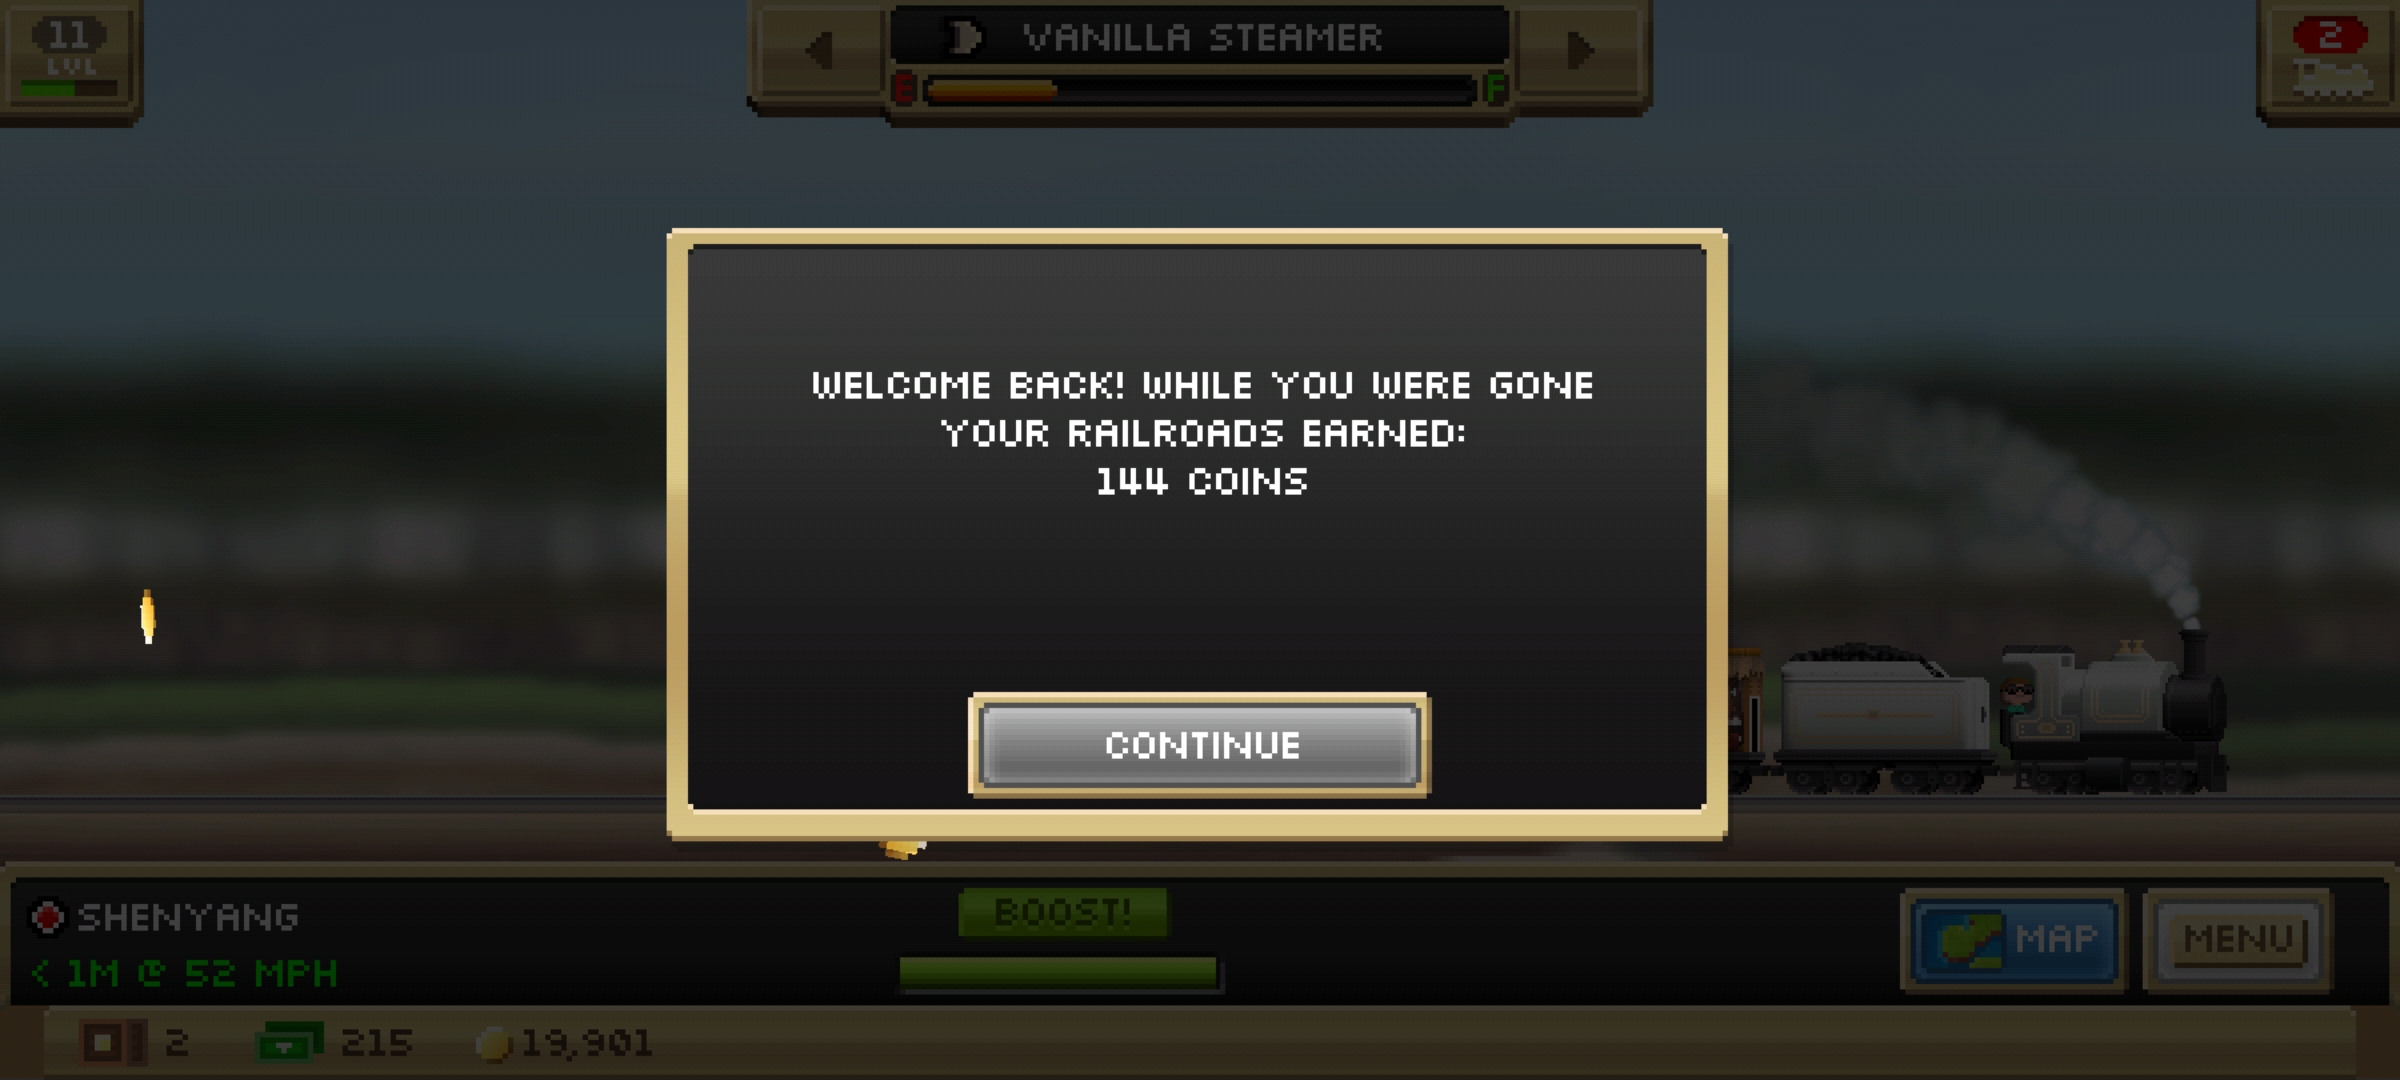 11
LVL
VANILLA STEAMER
E F
2
WELCOME BACK! WHILE YOU WERE GONE
YOUR RAILROADS EARNED:
144 COINS
CONTINUE
SHENYANG
< 1M @ 52 MPH
BOOST!
MAP
MENU
2 215 19,901